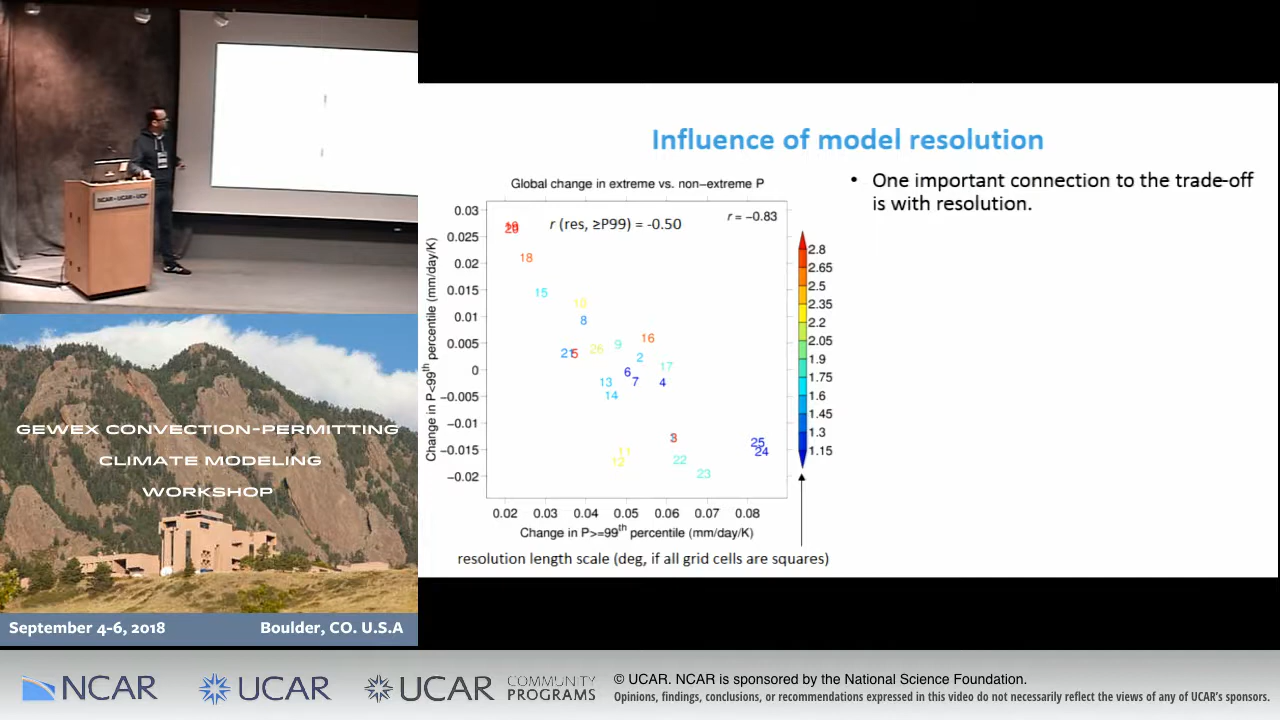 Influence of model resolution
• One important connection to the trade-off
is with resolution.
Global change in extreme vs. non-extreme P
r (res, ≥P99) = -0.50
r = -0.83
Change in P<99th percentile (mm/day/K)
0.03
0.025
0.02
0.015
0.01
0.005
0
-0.005
-0.01
-0.015
-0.02
18
15
8
16
9
26
2
5
17
6
7
4
13
14
3
25
24
11
12
22
23
0.02 0.03 0.04 0.05 0.06 0.07 0.08
Change in P>=99th percentile (mm/day/K)
2.8
2.65
2.5
2.35
2.2
2.05
1.9
1.75
1.6
1.45
1.3
1.15
resolution length scale (deg, if all grid cells are squares)
NCAR • UCAR • UCP
GEWEX CONVECTION-PERMITTING
CLIMATE MODELING
WORKSHOP
September 4-6, 2018 Boulder, CO. U.S.A
NCAR UCAR UCAR COMMUNITY
PROGRAMS
© UCAR. NCAR is sponsored by the National Science Foundation.
Opinions, findings, conclusions, or recommendations expressed in this video do not necessarily reflect the views of any of UCAR's sponsors.